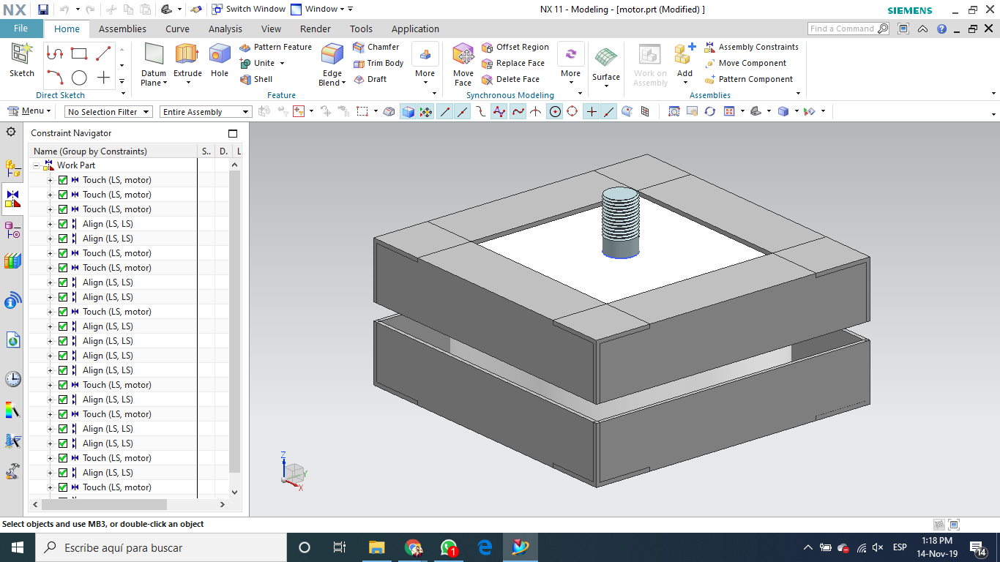 NX
Switch Window
Window
NX 11 - Modeling - [motor.prt (Modified) ]
SIEMENS
File
Home
Assemblies
Curve
Analysis
View
Render
Tools
Application
Find a Command
Sketch
Direct Sketch
Datum
Plane
Extrude
Hole
Pattern Feature
Unite
Shell
Edge
Blend
Chamfer
Trim Body
Draft
More
Feature
Move
Face
Offset Region
Replace Face
Delete Face
More
Synchronous Modeling
Surface
Work on
Assembly
Add
Assembly Constraints
Move Component
Pattern Component
Assemblies
Menu
No Selection Filter
Entire Assembly
Constraint Navigator
Name (Group by Constraints)
S..
D.
L
Work Part
Touch (LS, motor)
Touch (LS, motor)
Touch (LS, motor)
Align (LS, LS)
Align (LS, LS)
Touch (LS, motor)
Touch (LS, motor)
Align (LS, LS)
Align (LS, LS)
Touch (LS, motor)
Align (LS, LS)
Align (LS, LS)
Align (LS, LS)
Align (LS, LS)
Touch (LS, motor)
Align (LS, LS)
Touch (LS, motor)
Align (LS, LS)
Align (LS, LS)
Touch (LS, motor)
Align (LS, LS)
Touch (LS, motor)
Z
Y
X
Select objects and use MB3, or double-click an object
Escribe aquí para buscar
1
ESP
1:18 PM
14-Nov-19
14